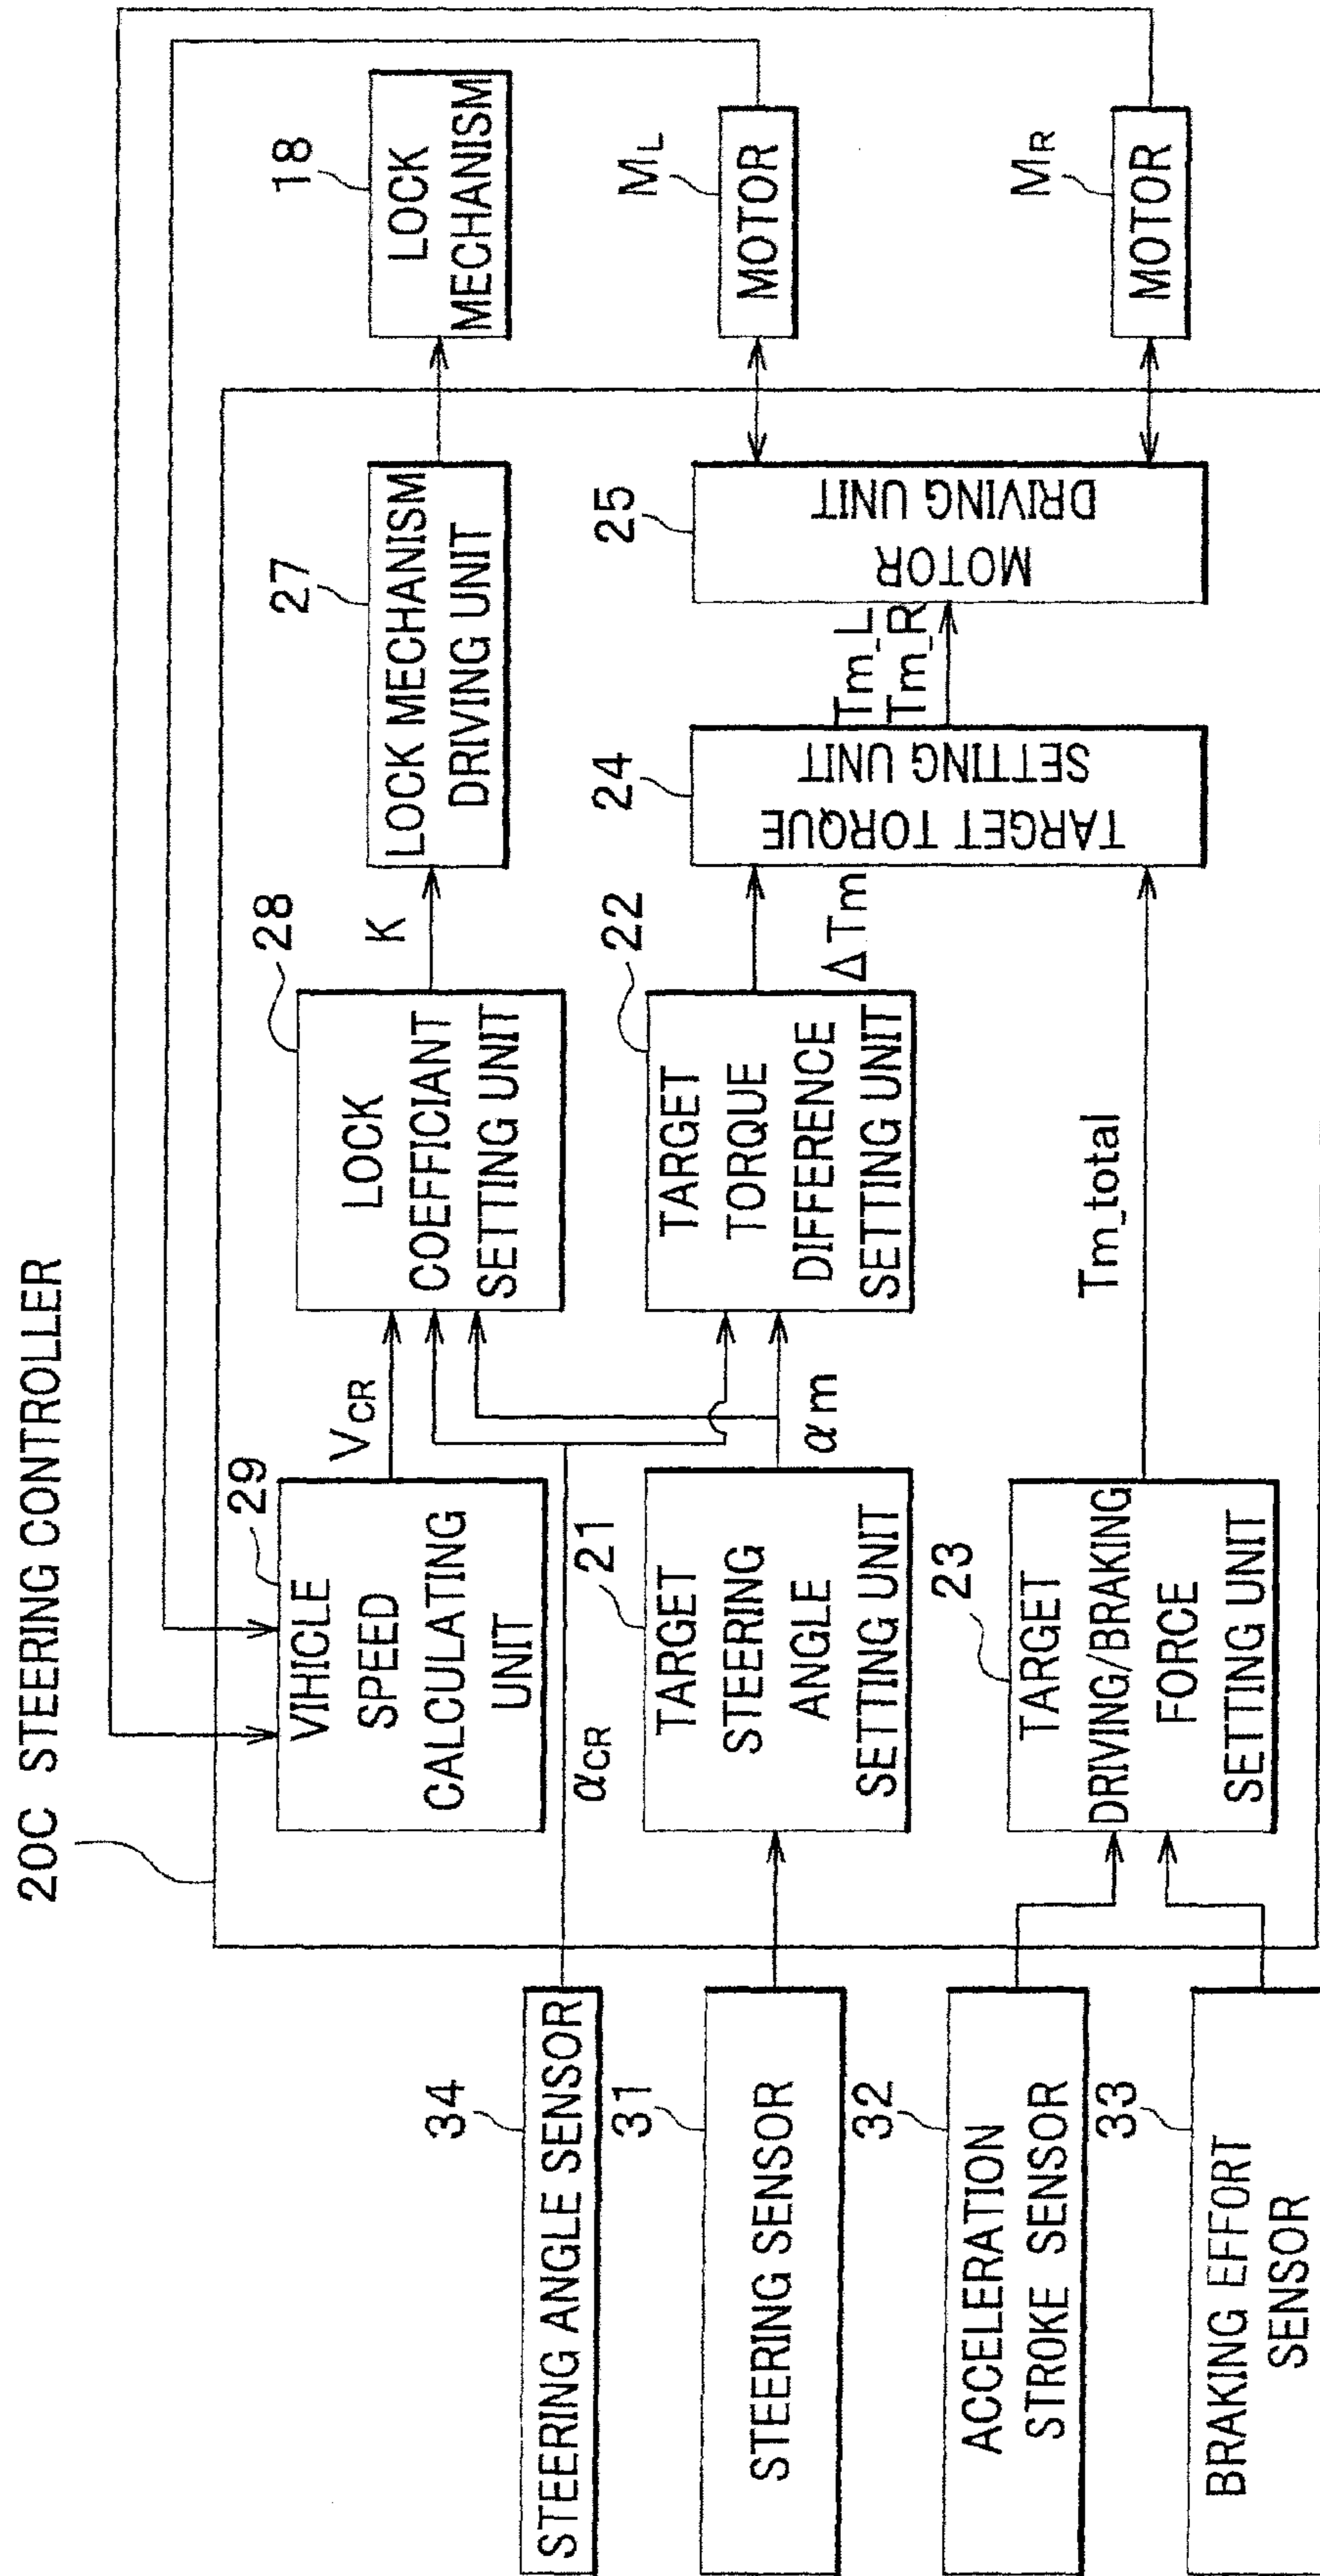 20C STEERING CONTROLLER
34
STEERING ANGLE SENSOR
31
STEERING SENSOR
32
ACCELERATION
STROKE SENSOR
33
BRAKING EFFORT
SENSOR
29
VIHICLE
SPEED
CALCULATING
UNIT
VCR
αCR
21
TARGET
STEERING
ANGLE
SETTING UNIT
αm
23
TARGET
DRIVING/BRAKING
FORCE
SETTING UNIT
Tm_total
28
LOCK
COEFICIANT
SETTING UNIT
K
22
TARGET
TORQUE
DIFFERENCE
SETTING UNIT
ΔTm
27
LOCK MECHANISM
DRIVING UNIT
24
TARGET TORQUE
SETTING UNIT
Tm_L
Tm_R
25
MOTOR
DRIVING UNIT
18
LOCK
MECHANISM
ML
MOTOR
MR
MOTOR